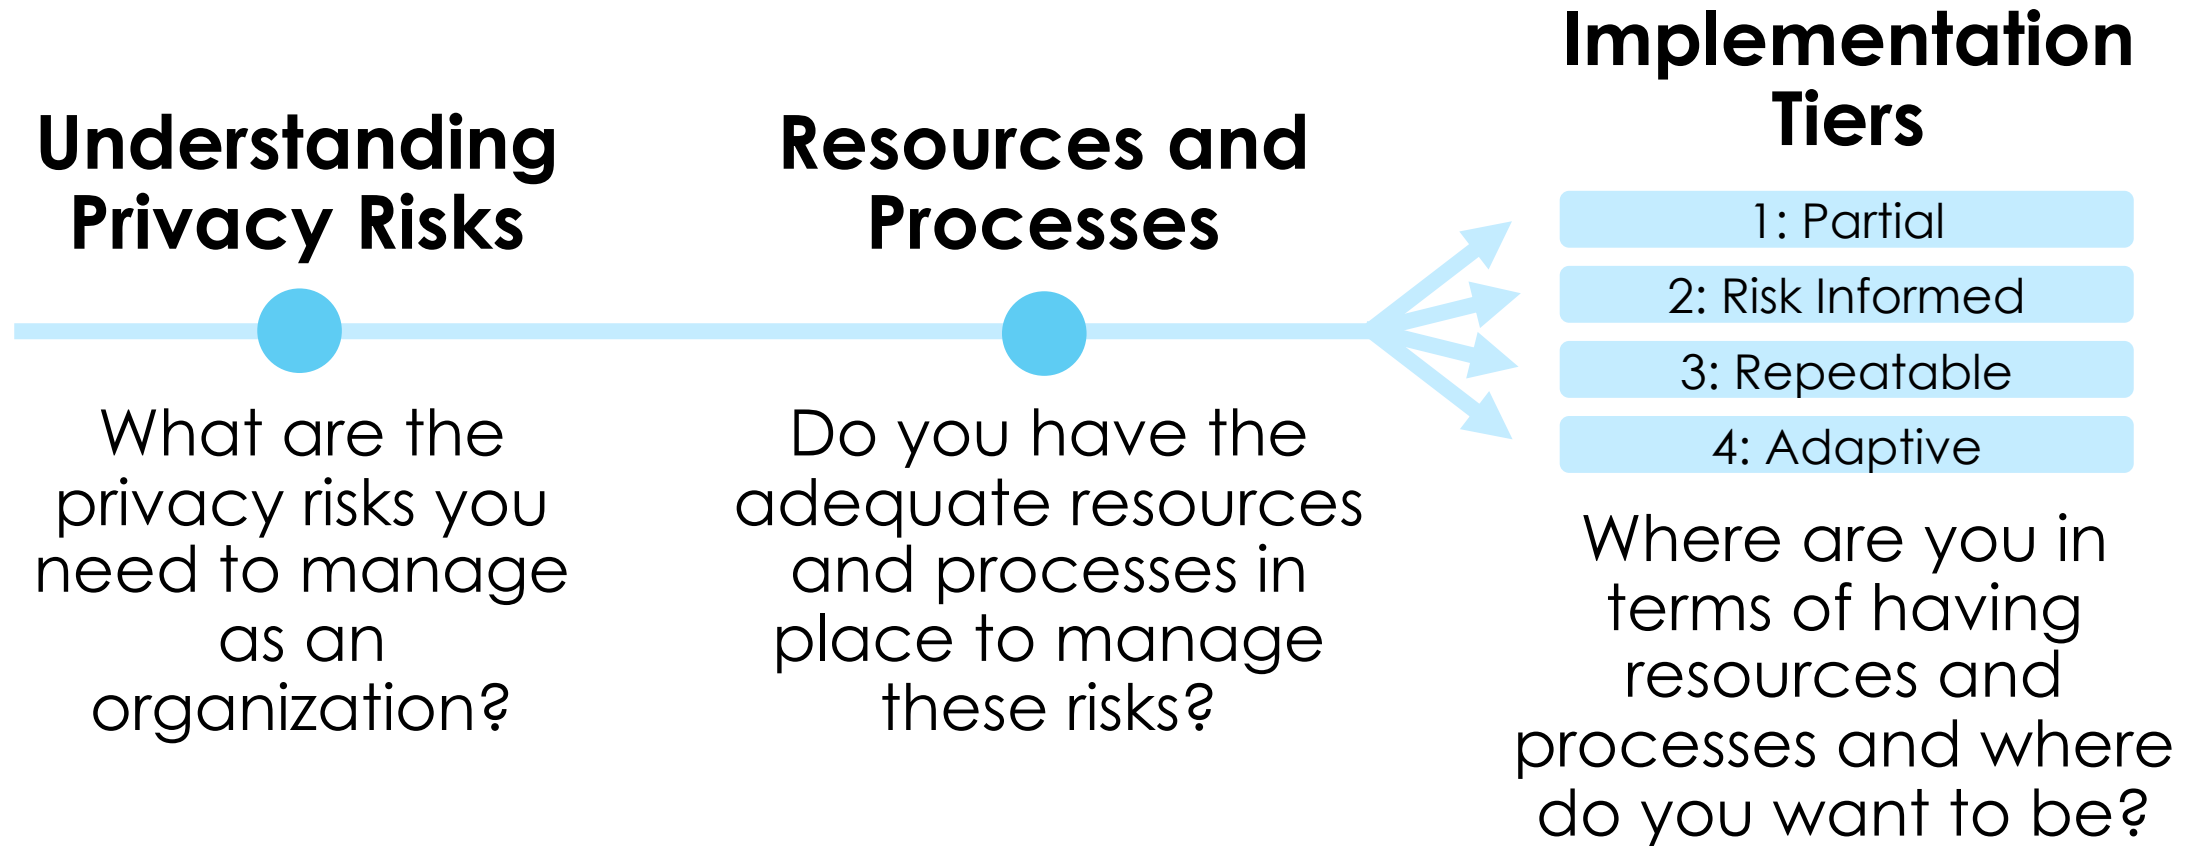 Understanding
Privacy Risks
What are the
privacy risks you
need to manage
as an
organization?
Resources and
Processes
Do you have the
adequate resources
and processes in
place to manage
these risks?
Implementation
Tiers
1: Partial
2: Risk Informed
3: Repeatable
4: Adaptive
Where are you in
terms of having
resources and
processes and where
do you want to be?